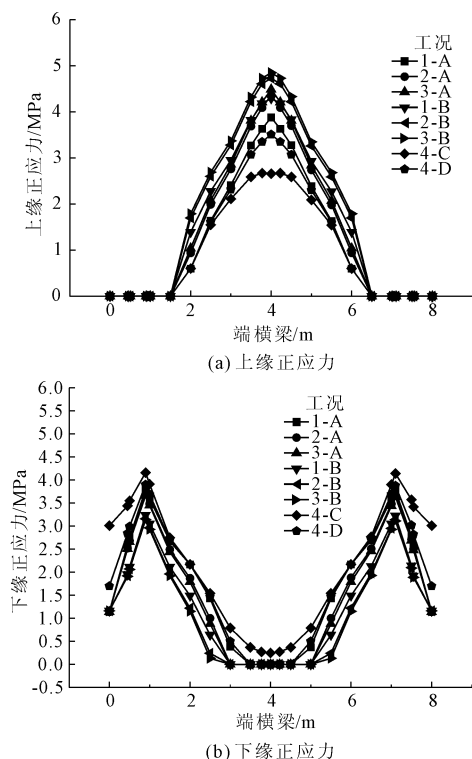 工况
1-A
2-A
3-A
1-B
2-B
3-B
4-C
4-D
上缘正应力/MPa
6
5
4
3
2
1
0
0 2 4 6 8
端横梁/m
(a) 上缘正应力
工况
1-A
2-A
3-A
1-B
2-B
3-B
4-C
4-D
下缘正应力/MPa
6.0
5.5
5.0
4.5
4.0
3.5
3.0
2.5
2.0
1.5
1.0
0.5
0.0
-0.5
0 2 4 6 8
端横梁/m
(b) 下缘正应力